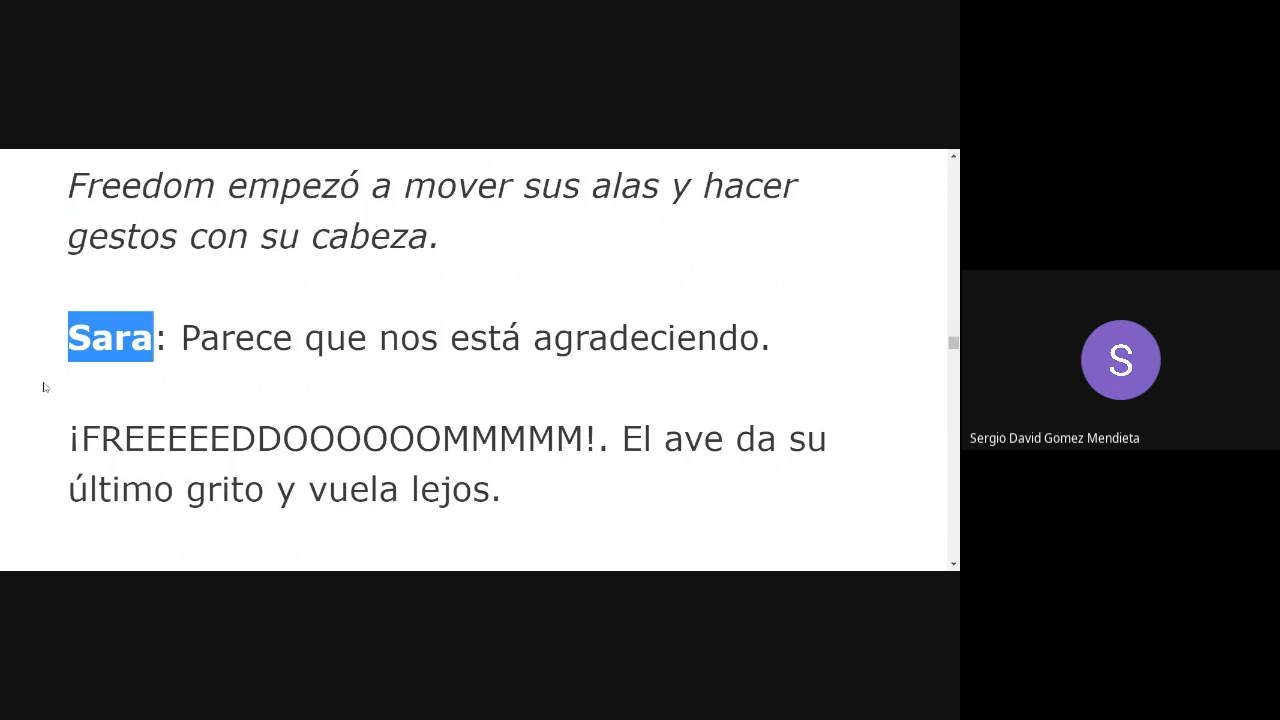 Freedom empezó a mover sus alas y hacer
gestos con su cabeza.
Sara: Parece que nos está agradeciendo.
¡FREEEEEDDOOOOOOMMMMM!. El ave da su
último grito y vuela lejos.
S
Sergio David Gomez Mendieta